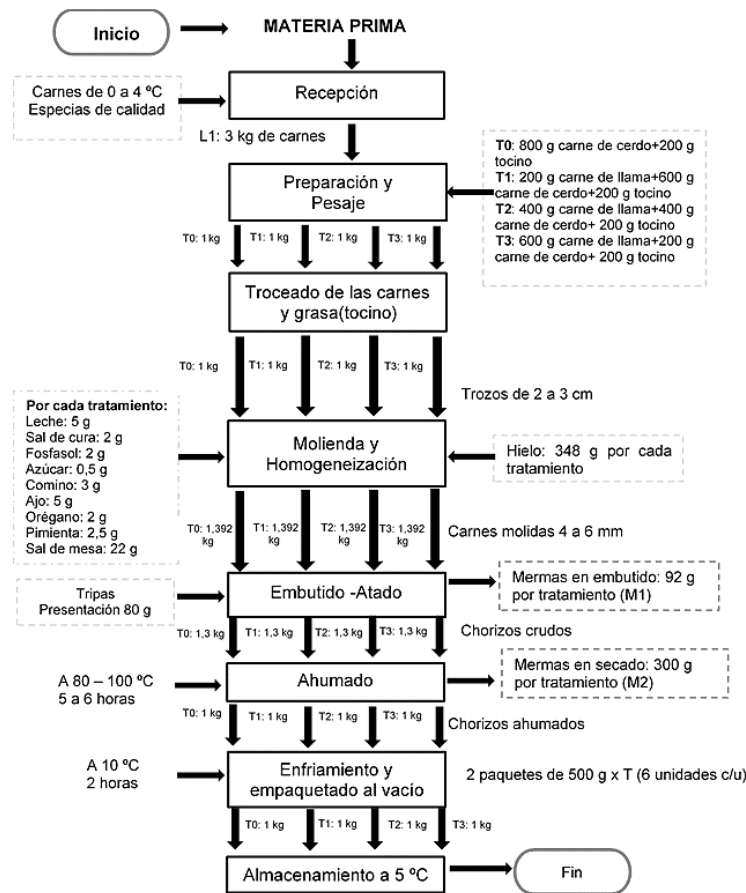 Inicio
MATERIA PRIMA
Carnes de 0 a 4 ºC
Especias de calidad
Recepción
L1: 3 kg de carnes
T0: 800 g carne de cerdo+200 g
tocino
T1: 200 g carne de llama+600 g
carne de cerdo+200 g tocino
T2: 400 g carne de llama+400 g
carne de cerdo+ 200 g tocino
T3: 600 g carne de llama+200 g
carne de cerdo+ 200 g tocino
Preparación y
Pesaje
T0: 1 kg
T1: 1 kg
T2: 1 kg
T3: 1 kg
Troceado de las carnes
y grasa(tocino)
T0: 1 kg
T1: 1 kg
T2: 1 kg
T3: 1 kg
Trozos de 2 a 3 cm
Por cada tratamiento:
Leche: 5 g
Sal de cura: 2 g
Fosfasol: 2 g
Azúcar: 0,5 g
Comino: 3 g
Ajo: 5 g
Orégano: 2 g
Pimienta: 2,5 g
Sal de mesa: 22 g
Molienda y
Homogeneización
Hielo: 348 g por cada
tratamiento
T0: 1,392
kg
T1: 1,392
kg
T2: 1,392
kg
T3: 1,392
kg
Carnes molidas 4 a 6 mm
Tripas
Presentación 80 g
Embutido -Atado
Mermas en embutido: 92 g
por tratamiento (M1)
T0: 1,3 kg
T1: 1,3 kg
T2: 1,3 kg
T3: 1,3 kg
Chorizos crudos
A 80 – 100 ºC
5 a 6 horas
Ahumado
Mermas en secado: 300 g
por tratamiento (M2)
T0: 1 kg
T1: 1 kg
T2: 1 kg
T3: 1 kg
Chorizos ahumados
A 10 ºC
2 horas
Enfriamiento y
empaquetado al vacío
2 paquetes de 500 g x T (6 unidades c/u)
T0: 1 kg
T1: 1 kg
T2: 1 kg
T3: 1 kg
Almacenamiento a 5 ºC
Fin